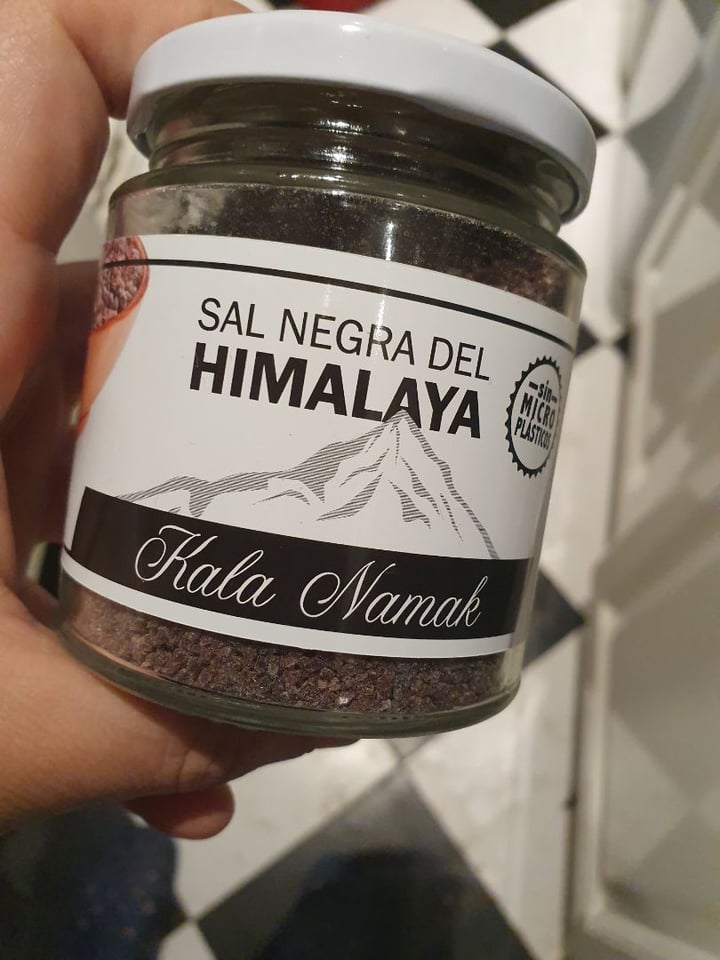 SAL NEGRA DEL
HIMALAYA
sin
MICRO
PLÁSTICOS
Kala Namak